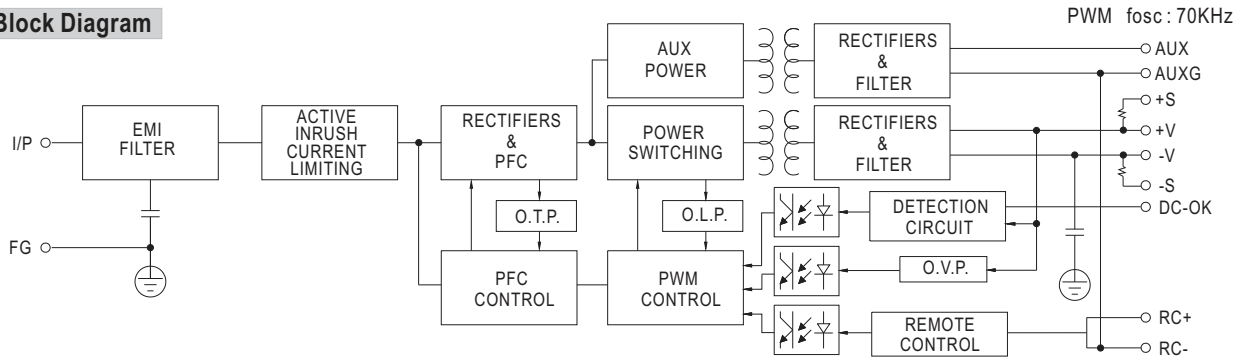 Block Diagram
PWM fosc : 70KHz
I/P
FG
EMI
FILTER
ACTIVE
INRUSH
CURRENT
LIMITING
RECTIFIERS
&
PFC
O.T.P.
PFC
CONTROL
AUX
POWER
POWER
SWITCHING
O.L.P.
PWM
CONTROL
RECTIFIERS
&
FILTER
RECTIFIERS
&
FILTER
DETECTION
CIRCUIT
O.V.P.
REMOTE
CONTROL
AUX
AUXG
+S
+V
-V
-S
DC-OK
RC+
RC-